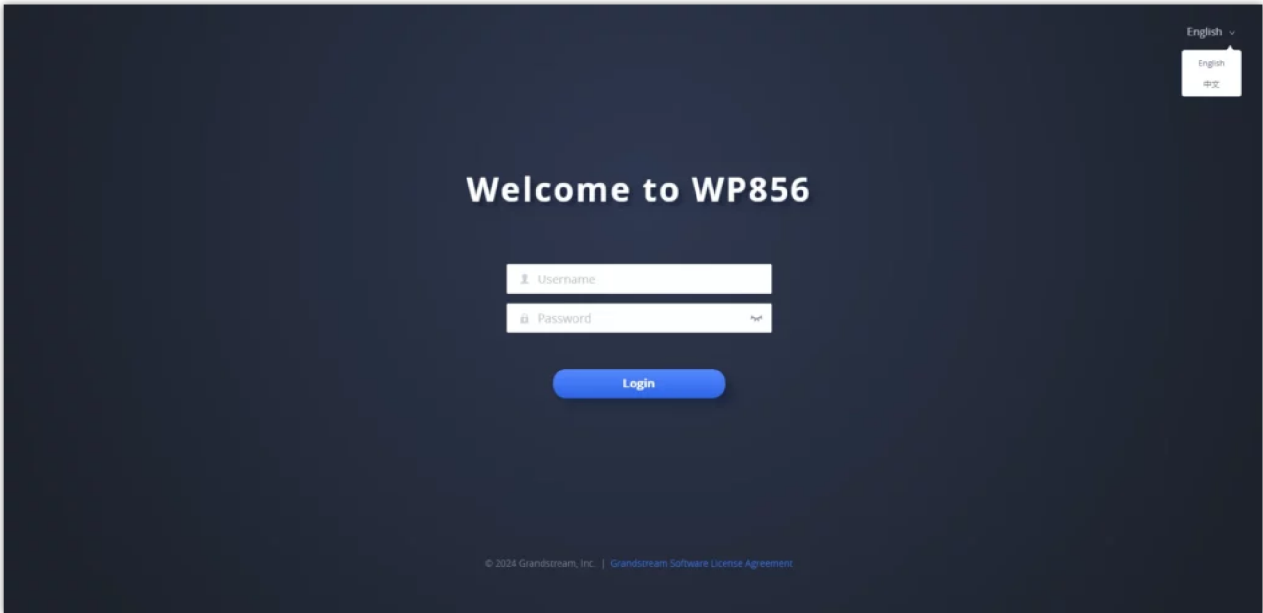 English
English
中文
Welcome to WP856
Username
Password
Login
© 2024 Grandstream, Inc. | Grandstream Software License Agreement